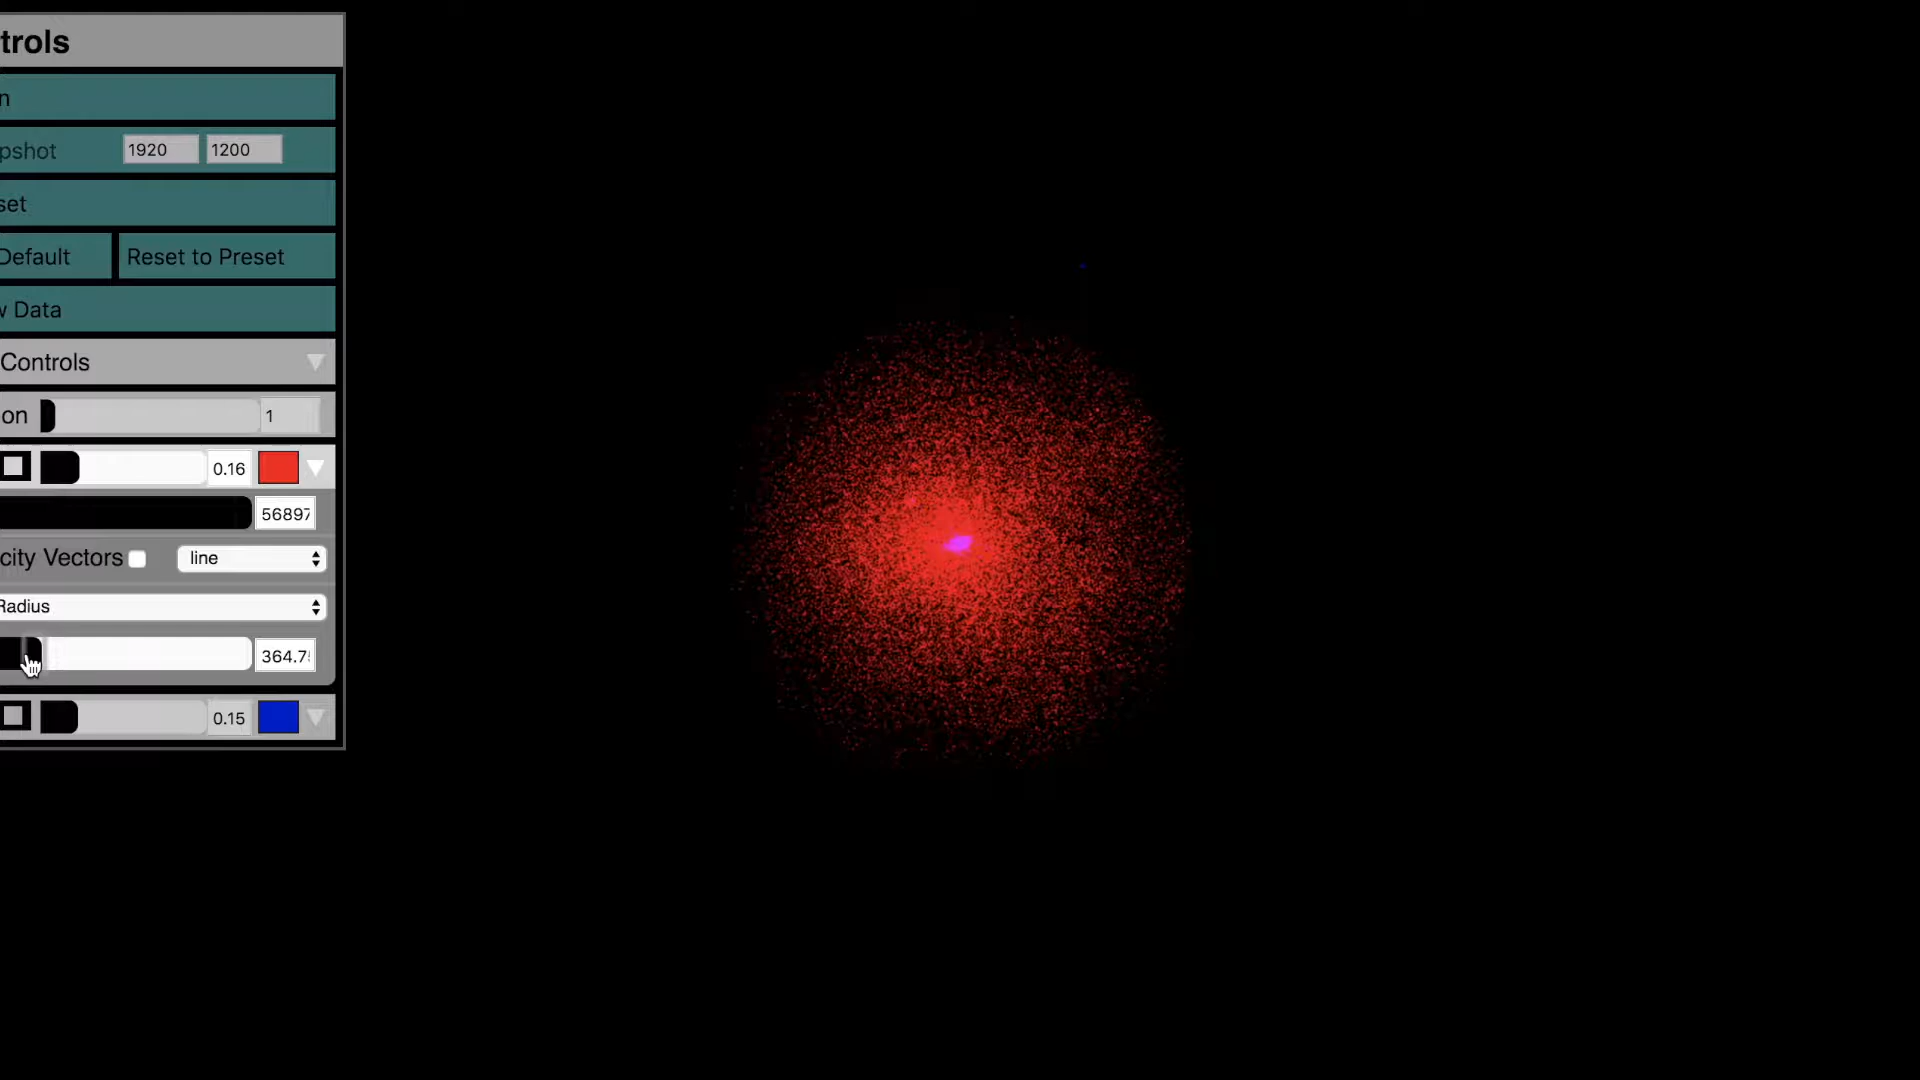 trols
n
pshot 1920 1200
set
Default Reset to Preset
w Data
Controls
on 1
0.16
56897
city Vectors line
Radius
364.7
0.15